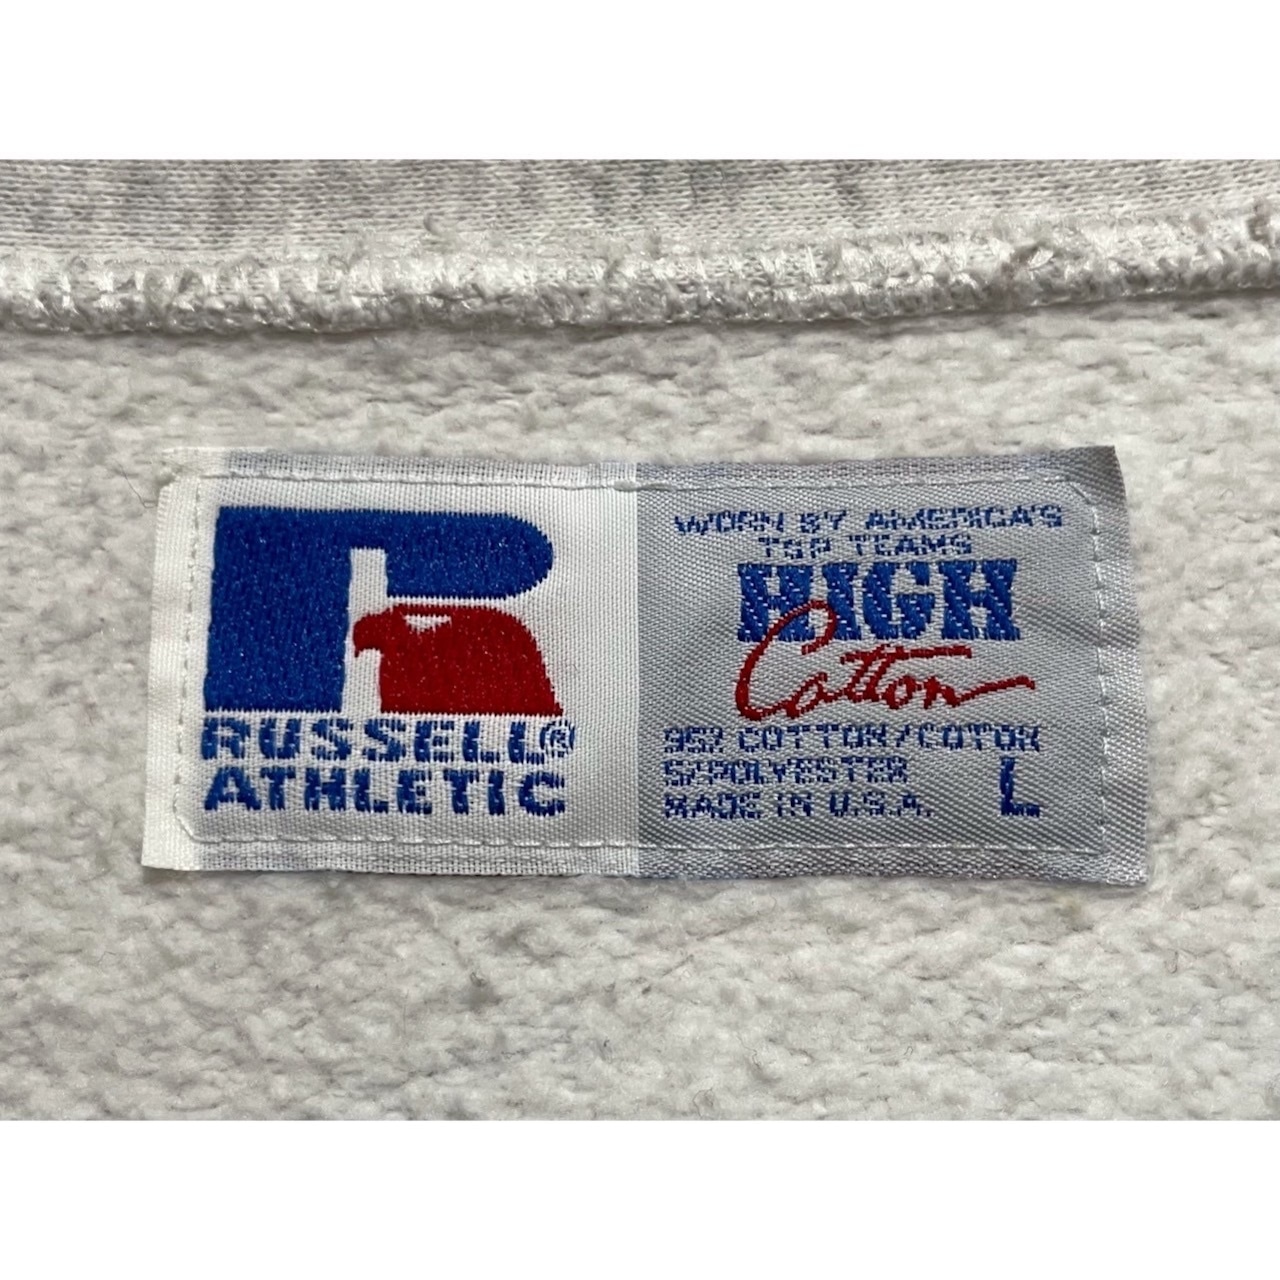 RUSSELL®
ATHLETIC
WORN BY AMERICA'S
TOP TEAMS
HIGH
Cotton
95% COTTON/COTON
5% POLYESTER
MADE IN U.S.A.
L